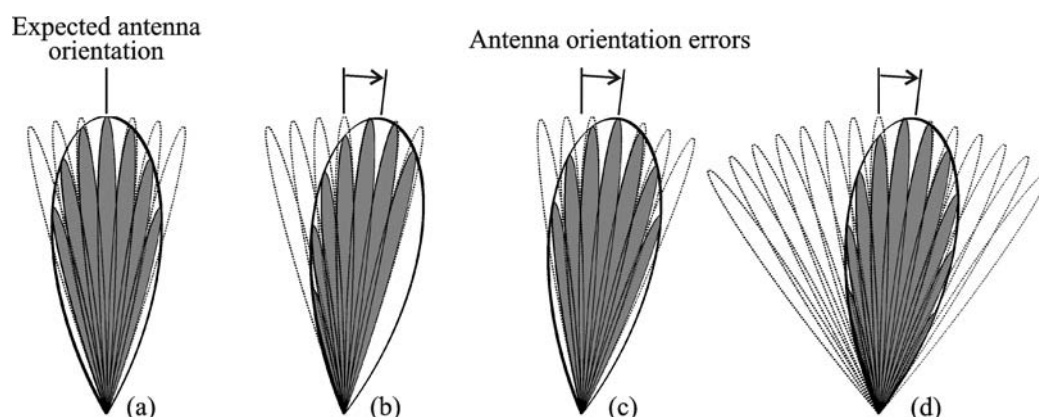 Expected antenna
orientation
Antenna orientation errors
(a)
(b)
(c)
(d)